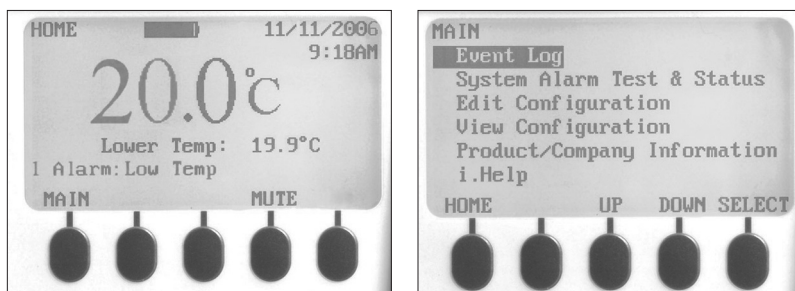 HOME 11/11/2006
9:18AM
20.0°C
Lower Temp: 19.9°C
1 Alarm:Low Temp
MAIN MUTE
MAIN
Event Log
System Alarm Test & Status
Edit Configuration
View Configuration
Product/Company Information
i.Help
HOME UP DOWN SELECT